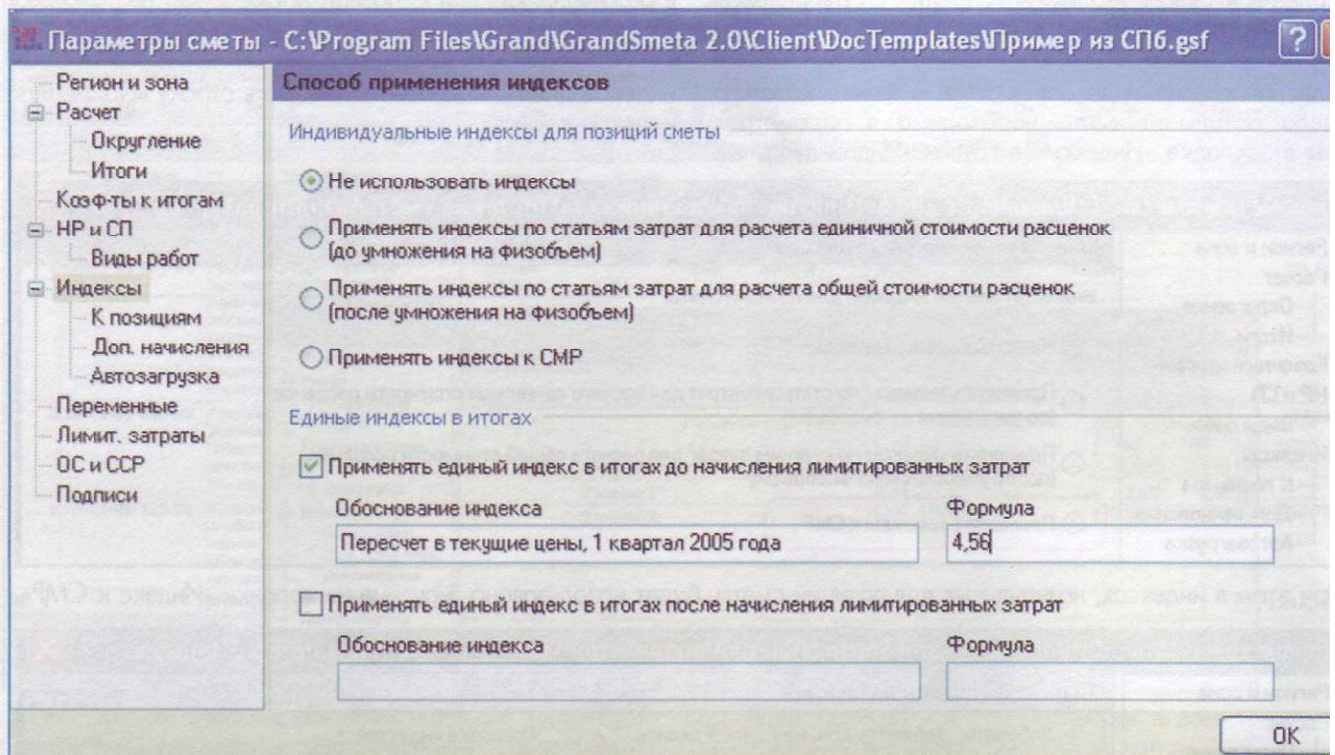 Параметры сметы - C:\Program Files\Grand\GrandSmeta 2.0\Client\DocTemplates\Пример из СПб.gsf
Регион и зона
Расчет
Округление
Итоги
Коэф-ты к итогам
НР и СП
Виды работ
Индексы
К позициям
Доп. начисления
Автозагрузка
Переменные
Лимит. затраты
ОС и ССР
Подписи
Способ применения индексов
Индивидуальные индексы для позиций сметы
Не использовать индексы
Применять индексы по статьям затрат для расчета единичной стоимости расценок
(до умножения на физобъем)
Применять индексы по статьям затрат для расчета общей стоимости расценок
(после умножения на физобъем)
Применять индексы к СМР
Единые индексы в итогах
Применять единый индекс в итогах до начисления лимитированных затрат
Обоснование индекса Формула
Пересчет в текущие цены, 1 квартал 2005 года 4,56
Применять единый индекс в итогах после начисления лимитированных затрат
Обоснование индекса Формула
OK